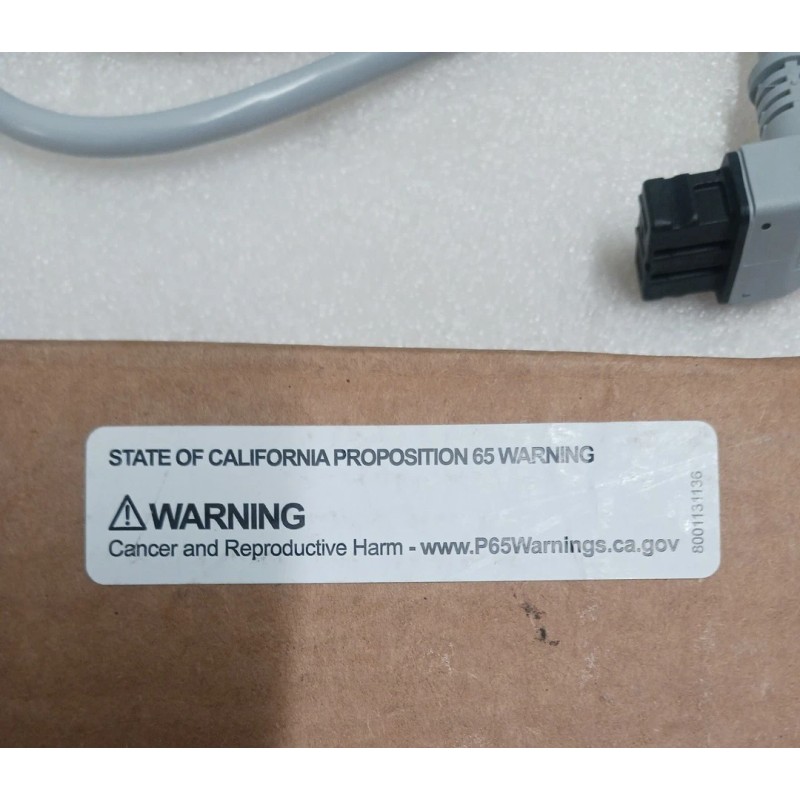 STATE OF CALIFORNIA PROPOSITION 65 WARNING
WARNING
Cancer and Reproductive Harm - www.P65Warnings.ca.gov
8001131136